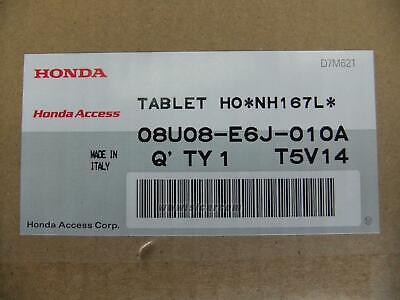 HONDA
D7M621
Honda Access
TABLET HO*NH167L*
08U08-E6J-010A
MADE IN
ITALY
Q' TY 1
T5V14
Honda Access Corp.